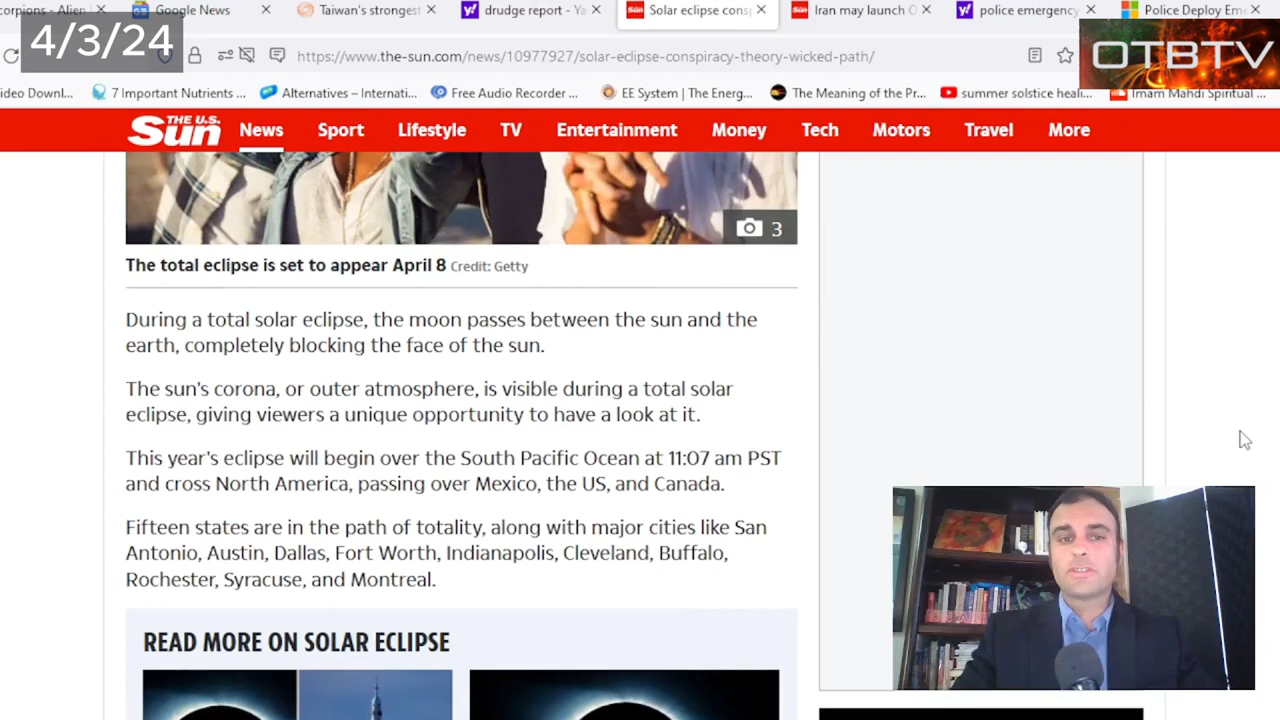 corpions - Alien
Google News
Taiwan's strongest
drudge report - Ya
Solar eclipse cons
Iran may launch O
police emergency
Police Deploy Eme
4/3/24
https://www.the-sun.com/news/10977927/solar-eclipse-conspiracy-theory-wicked-path/
OTBTV
ideo Downl...
7 Important Nutrients ...
Alternatives – Internati...
Free Audio Recorder ...
EE System | The Energ...
The Meaning of the Pr...
summer solstice heali...
Imam Mahdi Spiritual ...
THE U.S.
Sun
News
Sport
Lifestyle
TV
Entertainment
Money
Tech
Motors
Travel
More
3
The total eclipse is set to appear April 8 Credit: Getty
During a total solar eclipse, the moon passes between the sun and the
earth, completely blocking the face of the sun.
The sun's corona, or outer atmosphere, is visible during a total solar
eclipse, giving viewers a unique opportunity to have a look at it.
This year's eclipse will begin over the South Pacific Ocean at 11:07 am PST
and cross North America, passing over Mexico, the US, and Canada.
Fifteen states are in the path of totality, along with major cities like San
Antonio, Austin, Dallas, Fort Worth, Indianapolis, Cleveland, Buffalo,
Rochester, Syracuse, and Montreal.
READ MORE ON SOLAR ECLIPSE